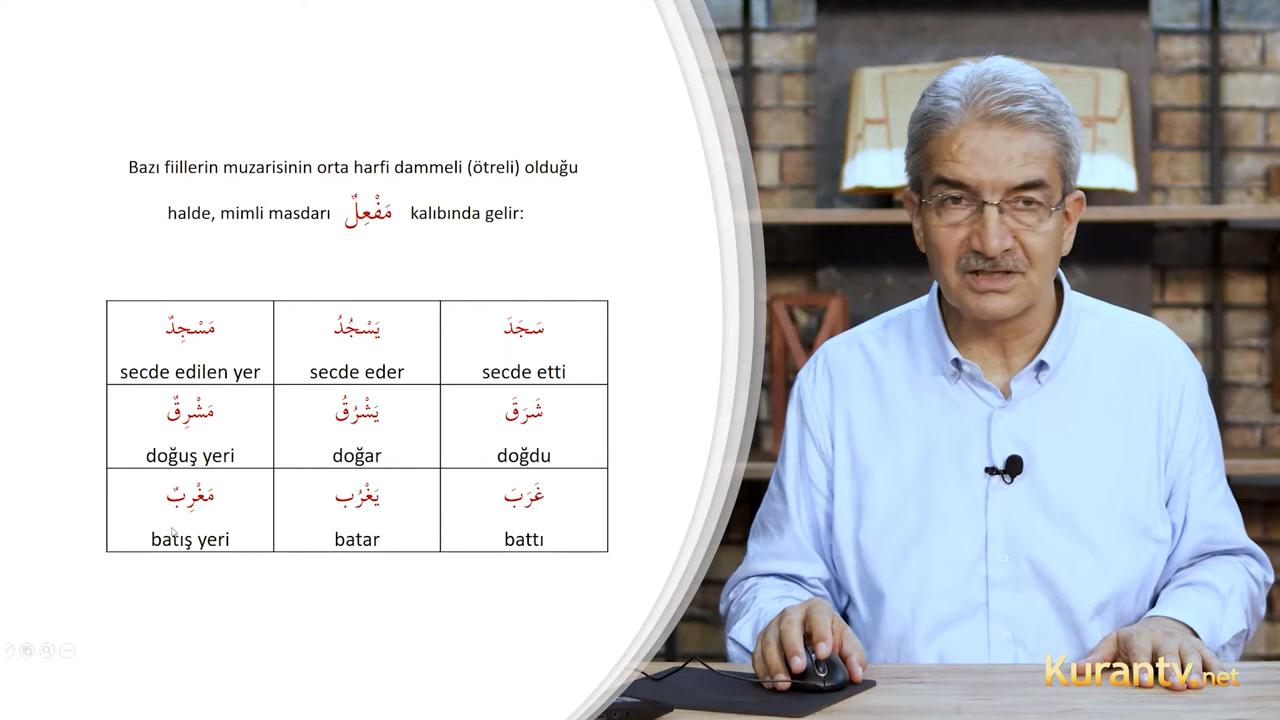 Bazı fiillerin muzarisinin orta harfi dammeli (ötreli) olduğu
halde, mimli masdarı مَفْعِلٌ kalıbında gelir:
مَسْجِدٌ يَسْجُدُ سَجَدَ
secde edilen yer secde eder secde etti
مَشْرِقٌ يَشْرُقُ شَرَقَ
doğuş yeri doğar doğdu
مَغْرِبٌ يَغْرُب غَرَبَ
batış yeri batar battı
Kurantv.net